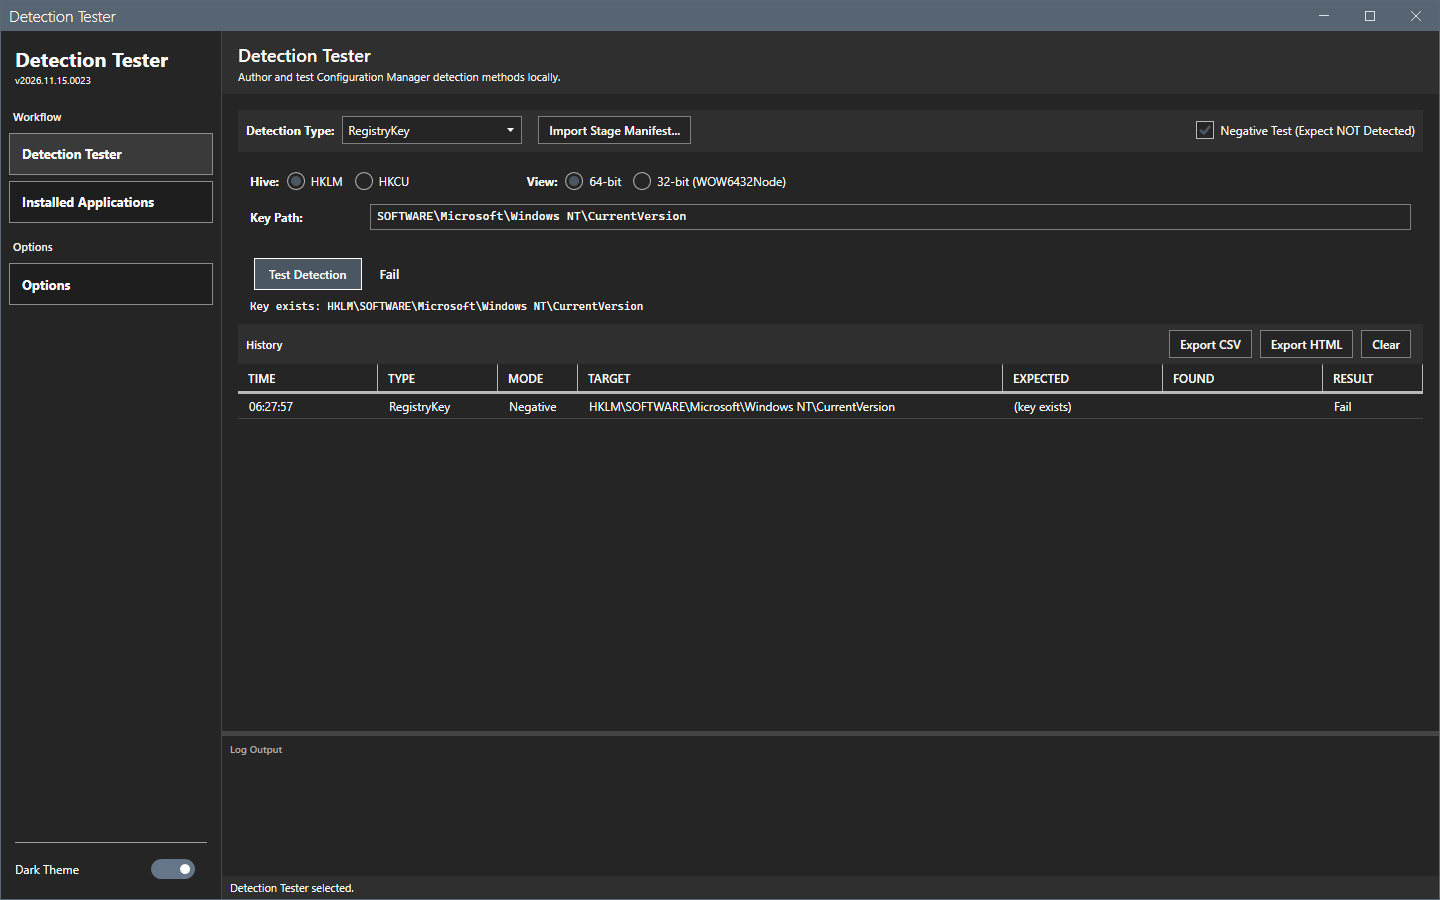 Detection Tester
Detection Tester
v2026.11.15.0023
Workflow
Detection Tester
Installed Applications
Options
Options
Dark Theme
Detection Tester
Author and test Configuration Manager detection methods locally.
Detection Type: RegistryKey Import Stage Manifest... Negative Test (Expect NOT Detected)
Hive: HKLM HKCU View: 64-bit 32-bit (WOW6432Node)
Key Path: SOFTWARE\Microsoft\Windows NT\CurrentVersion
Test Detection Fail
Key exists: HKLM\SOFTWARE\Microsoft\Windows NT\CurrentVersion
History Export CSV Export HTML Clear
TIME TYPE MODE TARGET EXPECTED FOUND RESULT
06:27:57 RegistryKey Negative HKLM\SOFTWARE\Microsoft\Windows NT\CurrentVersion (key exists) Fail
Log Output
Detection Tester selected.